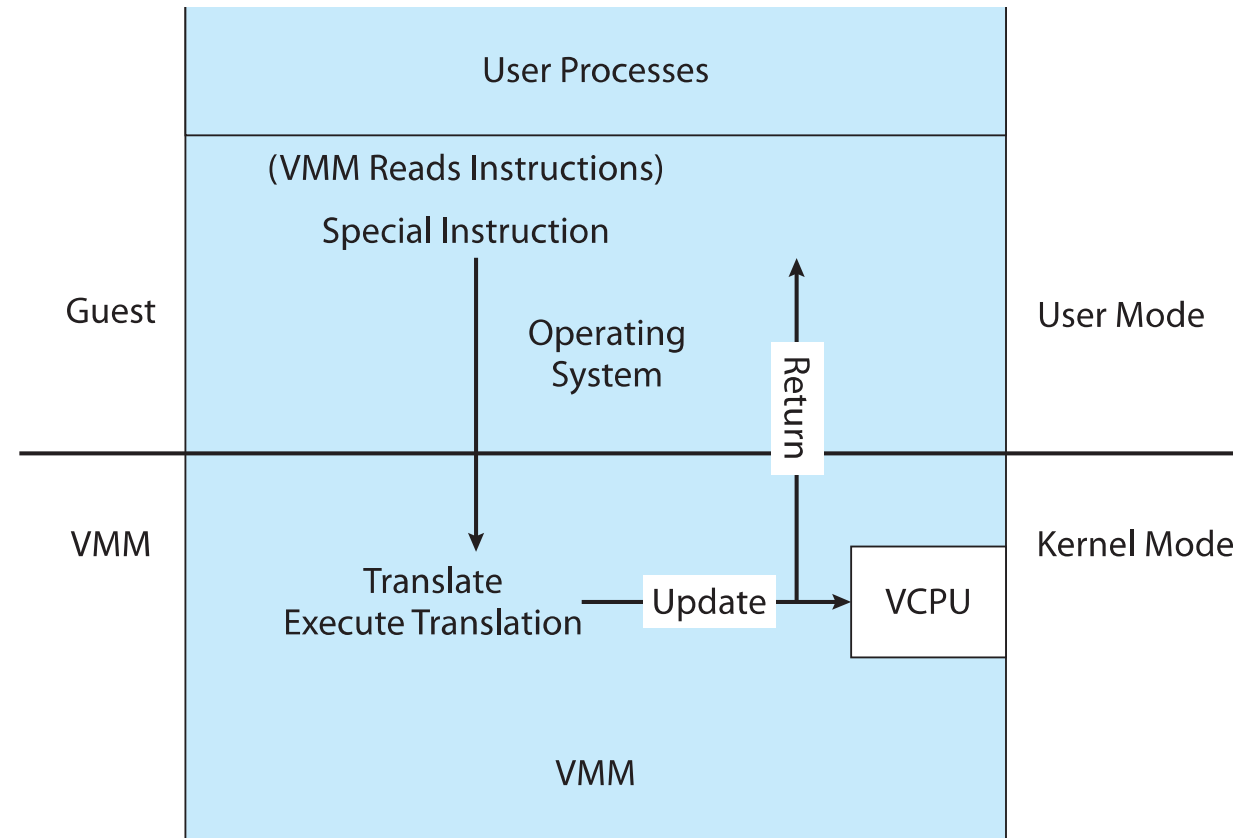 User Processes
(VMM Reads Instructions)
Special Instruction
Guest
User Mode
Operating
System
Return
VMM
Kernel Mode
Translate
Execute Translation
Update
VCPU
VMM